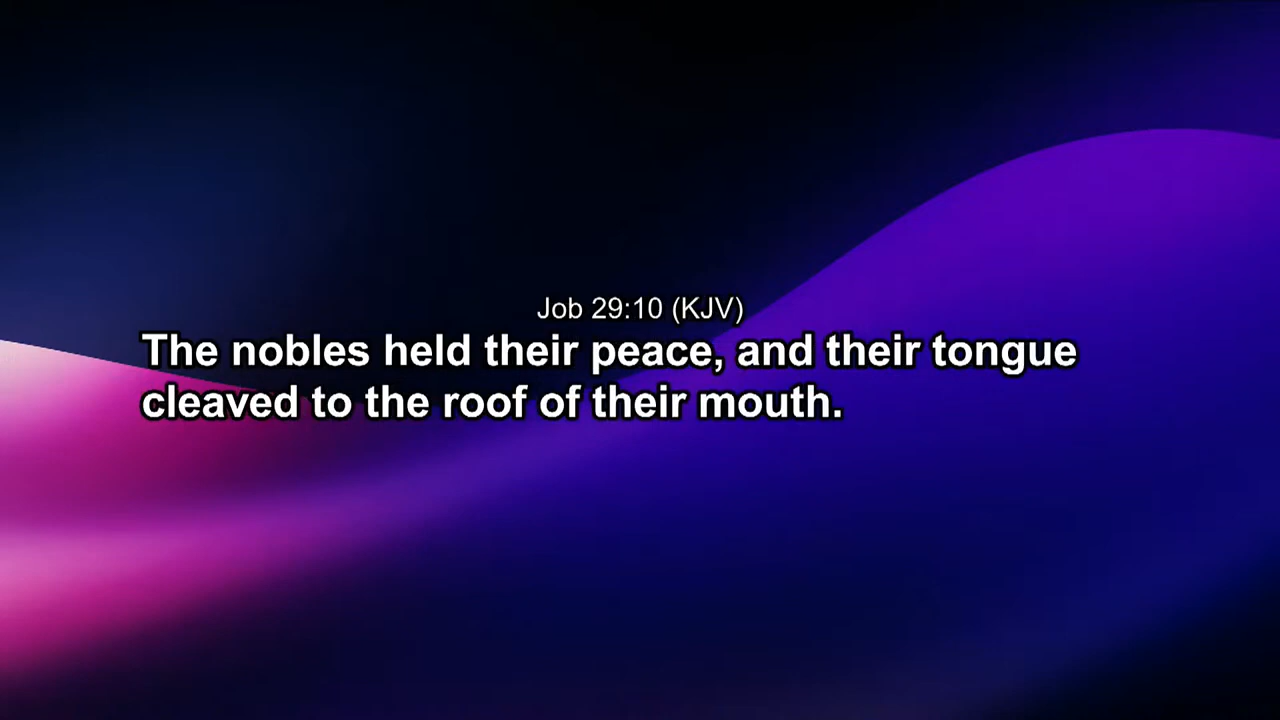 Job 29:10 (KJV)
The nobles held their peace, and their tongue
cleaved to the roof of their mouth.